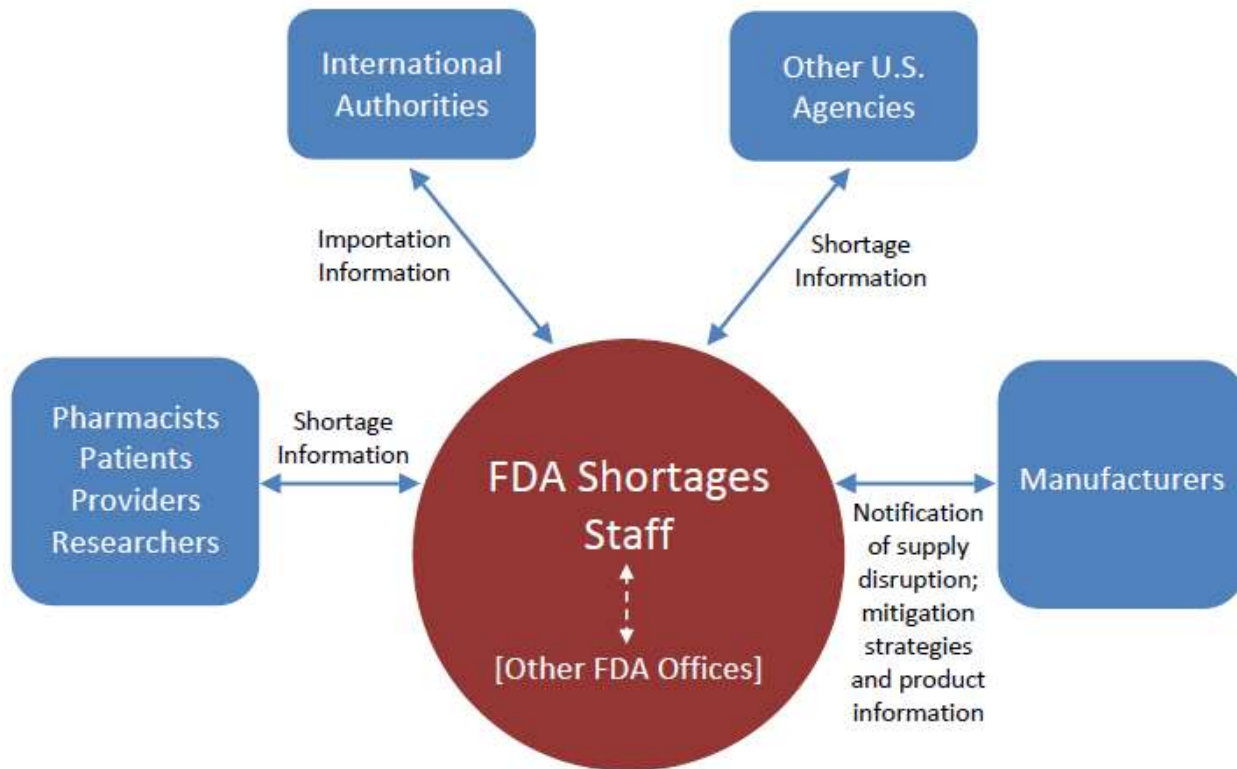 International
Authorities
Other U.S.
Agencies
Importation
Information
Shortage
Information
Pharmacists
Patients
Providers
Researchers
Shortage
Information
FDA Shortages
Staff
[Other FDA Offices]
Manufacturers
Notification
of supply
disruption;
mitigation
strategies
and product
information